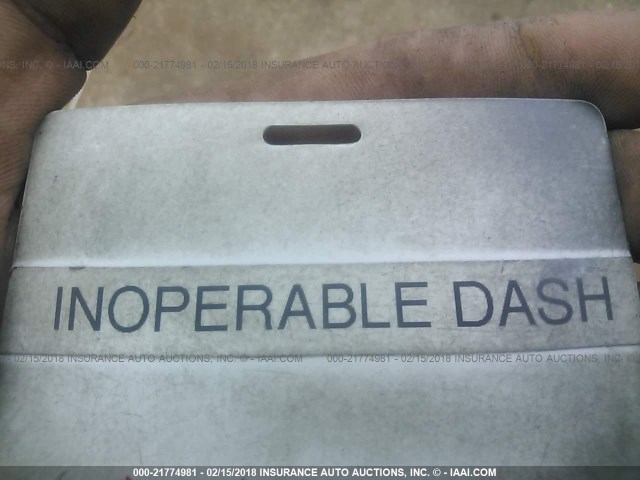 INC. - © - IAAI.COM
000-21774981 - 02/15/2018 INSURANCE AUTO AUCTIONS, INC. - © - IAAI.COM
INOPERABLE DASH
02/15/2018 INSURANCE AUTO AUCTIONS, INC. - © - IAAI.COM 000-21774981 - 02/15/2018 INSURANCE AUTO AUCTIONS
000-21774981 - 02/15/2018 INSURANCE AUTO AUCTIONS, INC. - © - IAAI.COM